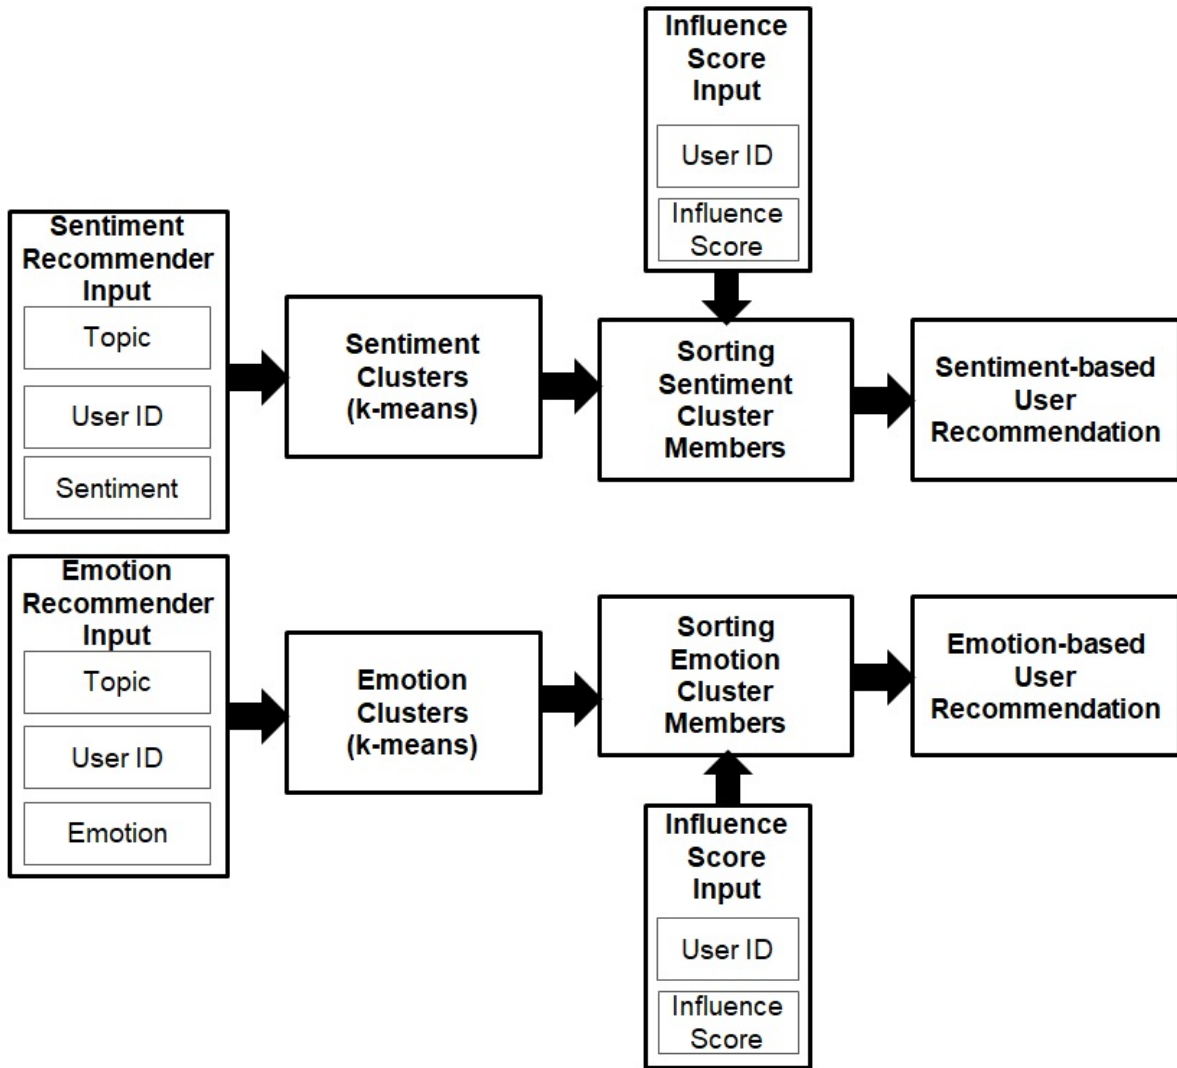 Influence
Score
Input
User ID
Influence
Score
Sentiment
Recommender
Input
Topic
User ID
Sentiment
Sentiment
Clusters
(k-means)
Sorting
Sentiment
Cluster
Members
Sentiment-based
User
Recommendation
Emotion
Recommender
Input
Topic
User ID
Emotion
Emotion
Clusters
(k-means)
Sorting
Emotion
Cluster
Members
Emotion-based
User
Recommendation
Influence
Score
Input
User ID
Influence
Score